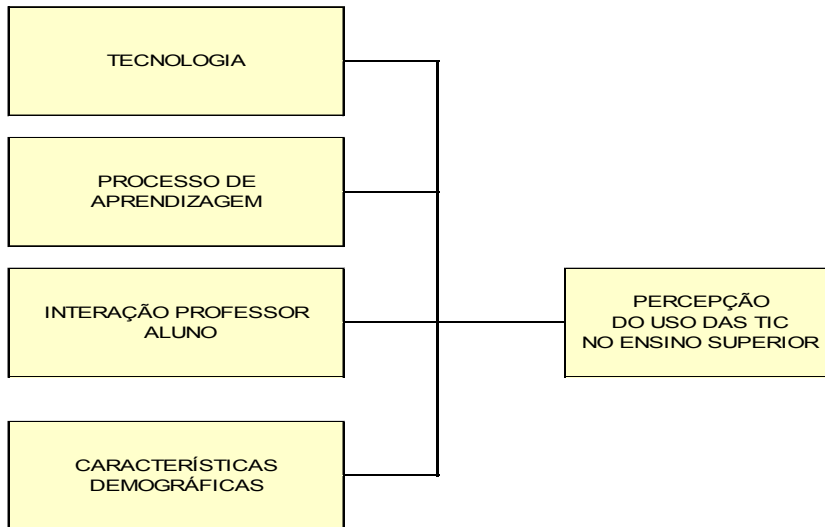 TECNOLOGIA
PROCESSO DE
APRENDIZAGEM
INTERAÇÃO PROFESSOR
ALUNO
PERCEPÇÃO
DO USO DAS TIC
NO ENSINO SUPERIOR
CARACTERÍSTICAS
DEMOGRÁFICAS